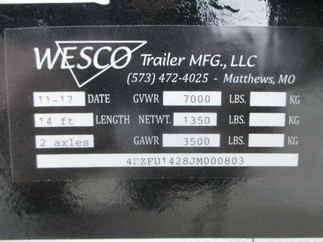 WESCO Trailer MFG., LLC
(573) 472-4025 - Matthews, MO
11-17 DATE GVWR 7000 LBS. KG
14 ft LENGTH NETWT. 1350 LBS. KG
2 axles GAWR 3500 LBS. KG